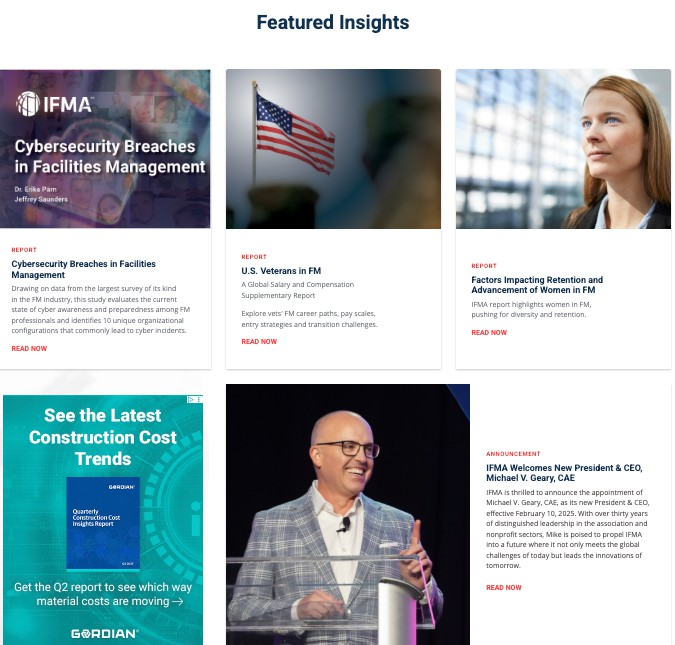 Featured Insights
IFMA™
Cybersecurity Breaches
in Facilities Management
Dr. Erika Pärn
Jeffrey Saunders
REPORT
Cybersecurity Breaches in Facilities
Management
Drawing on data from the largest survey of its kind
in the FM industry, this study evaluates the current
state of cyber awareness and preparedness among FM
professionals and identifies 10 unique organizational
configurations that commonly lead to cyber incidents.
READ NOW
REPORT
U.S. Veterans in FM
A Global Salary and Compensation
Supplementary Report
Explore vets' FM career paths, pay scales,
entry strategies and transition challenges.
READ NOW
REPORT
Factors Impacting Retention and
Advancement of Women in FM
IFMA report highlights women in FM,
pushing for diversity and retention.
READ NOW
See the Latest
Construction Cost
Trends
GORDIAN®
Quarterly
Construction Cost
Insights Report
Get the Q2 report to see which way
material costs are moving →
GORDIAN®
ANNOUNCEMENT
IFMA Welcomes New President & CEO,
Michael V. Geary, CAE
IFMA is thrilled to announce the appointment of
Michael V. Geary, CAE, as its new President & CEO,
effective February 10, 2025. With over thirty years
of distinguished leadership in the association and
nonprofit sectors, Mike is poised to propel IFMA
into a future where it not only meets the global
challenges of today but leads the innovations of
tomorrow.
READ NOW